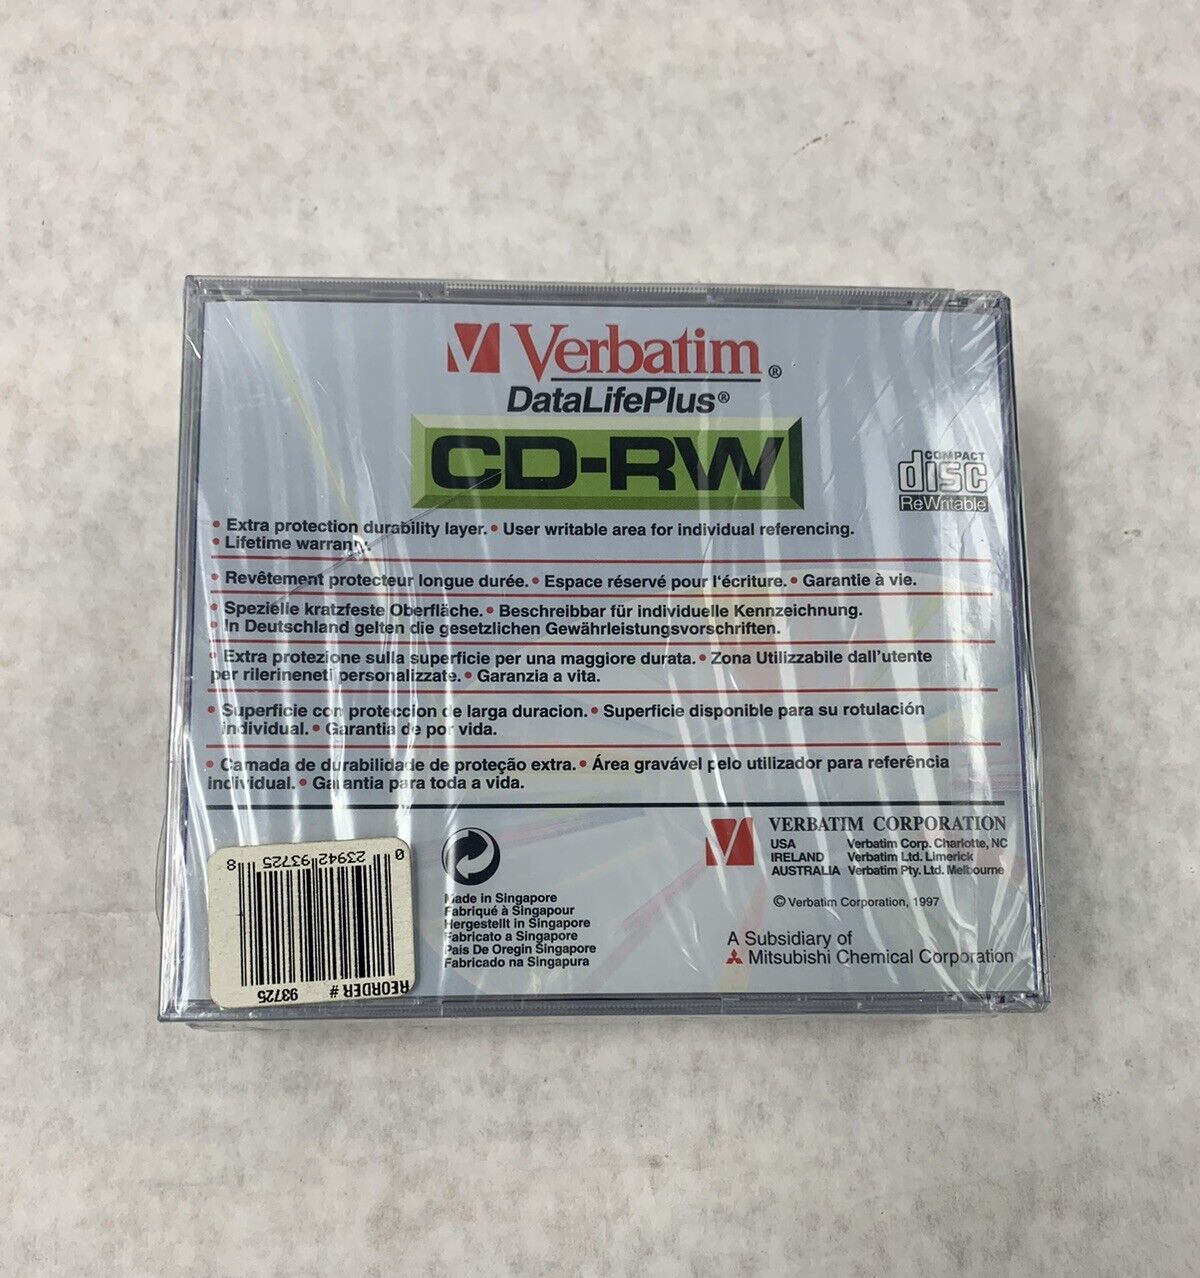 Verbatim®
DataLifePlus®
CD-RW
COMPACT
disc
ReWritable
• Extra protection durability layer. • User writable area for individual referencing.
• Lifetime warranty.
• Revêtement protecteur longue durée. • Espace réservé pour l'écriture. • Garantie à vie.
• Spezielle kratzfeste Oberfläche. • Beschreibbar für individuelle Kennzeichnung.
• In Deutschland gelten die gesetzlichen Gewährleistungsvorschriften.
• Extra protezione sulla superficie per una maggiore durata. • Zona Utilizzabile dall'utente
per rilerineneti personalizzate. • Garanzia a vita.
• Superficie con proteccion de larga duracion. • Superficie disponible para su rotulación
individual. • Garantia de por vida.
• Camada de durabilidade de proteção extra. • Área gravável pelo utilizador para referência
individual. • Garantia para toda a vida.
VERBATIM CORPORATION
USA Verbatim Corp. Charlotte, NC
IRELAND Verbatim Ltd. Limerick
AUSTRALIA Verbatim Pty. Ltd. Melbourne
© Verbatim Corporation, 1997
A Subsidiary of
Mitsubishi Chemical Corporation
Made in Singapore
Fabriqué à Singapour
Hergestellt in Singapore
Fabricato a Singapore
Pais De Oregin Singapore
Fabricado na Singapura
REORDER # 93725
0 23942 93725 8